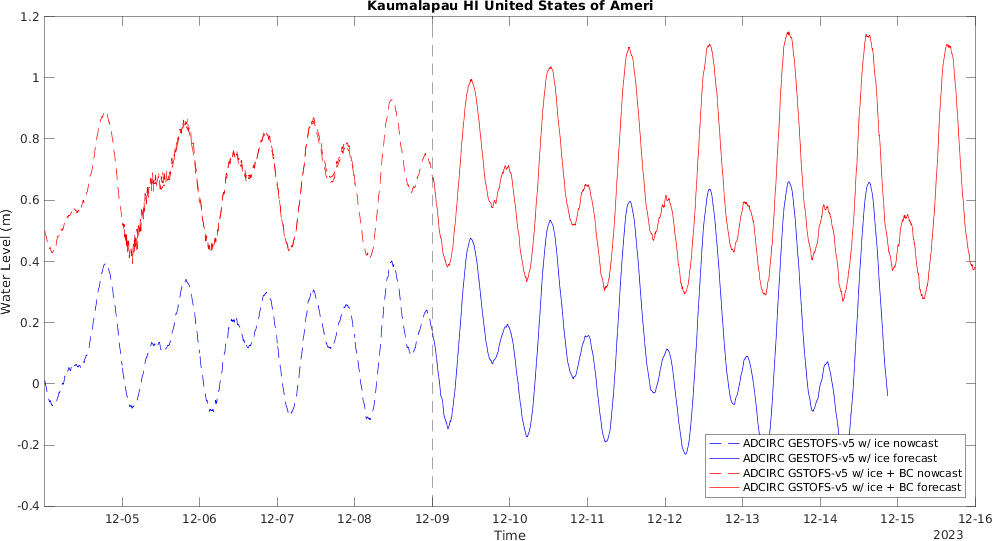 Kaumalapau HI United States of Ameri
1.2
1
0.8
0.6
0.4
0.2
0
-0.2
-0.4
Water Level (m)
ADCIRC GESTOFS-v5 w/ ice nowcast
ADCIRC GESTOFS-v5 w/ ice forecast
ADCIRC GSTOFS-v5 w/ ice + BC nowcast
ADCIRC GSTOFS-v5 w/ ice + BC forecast
12-05 12-06 12-07 12-08 12-09 12-10 12-11 12-12 12-13 12-14 12-15 12-16
Time
2023